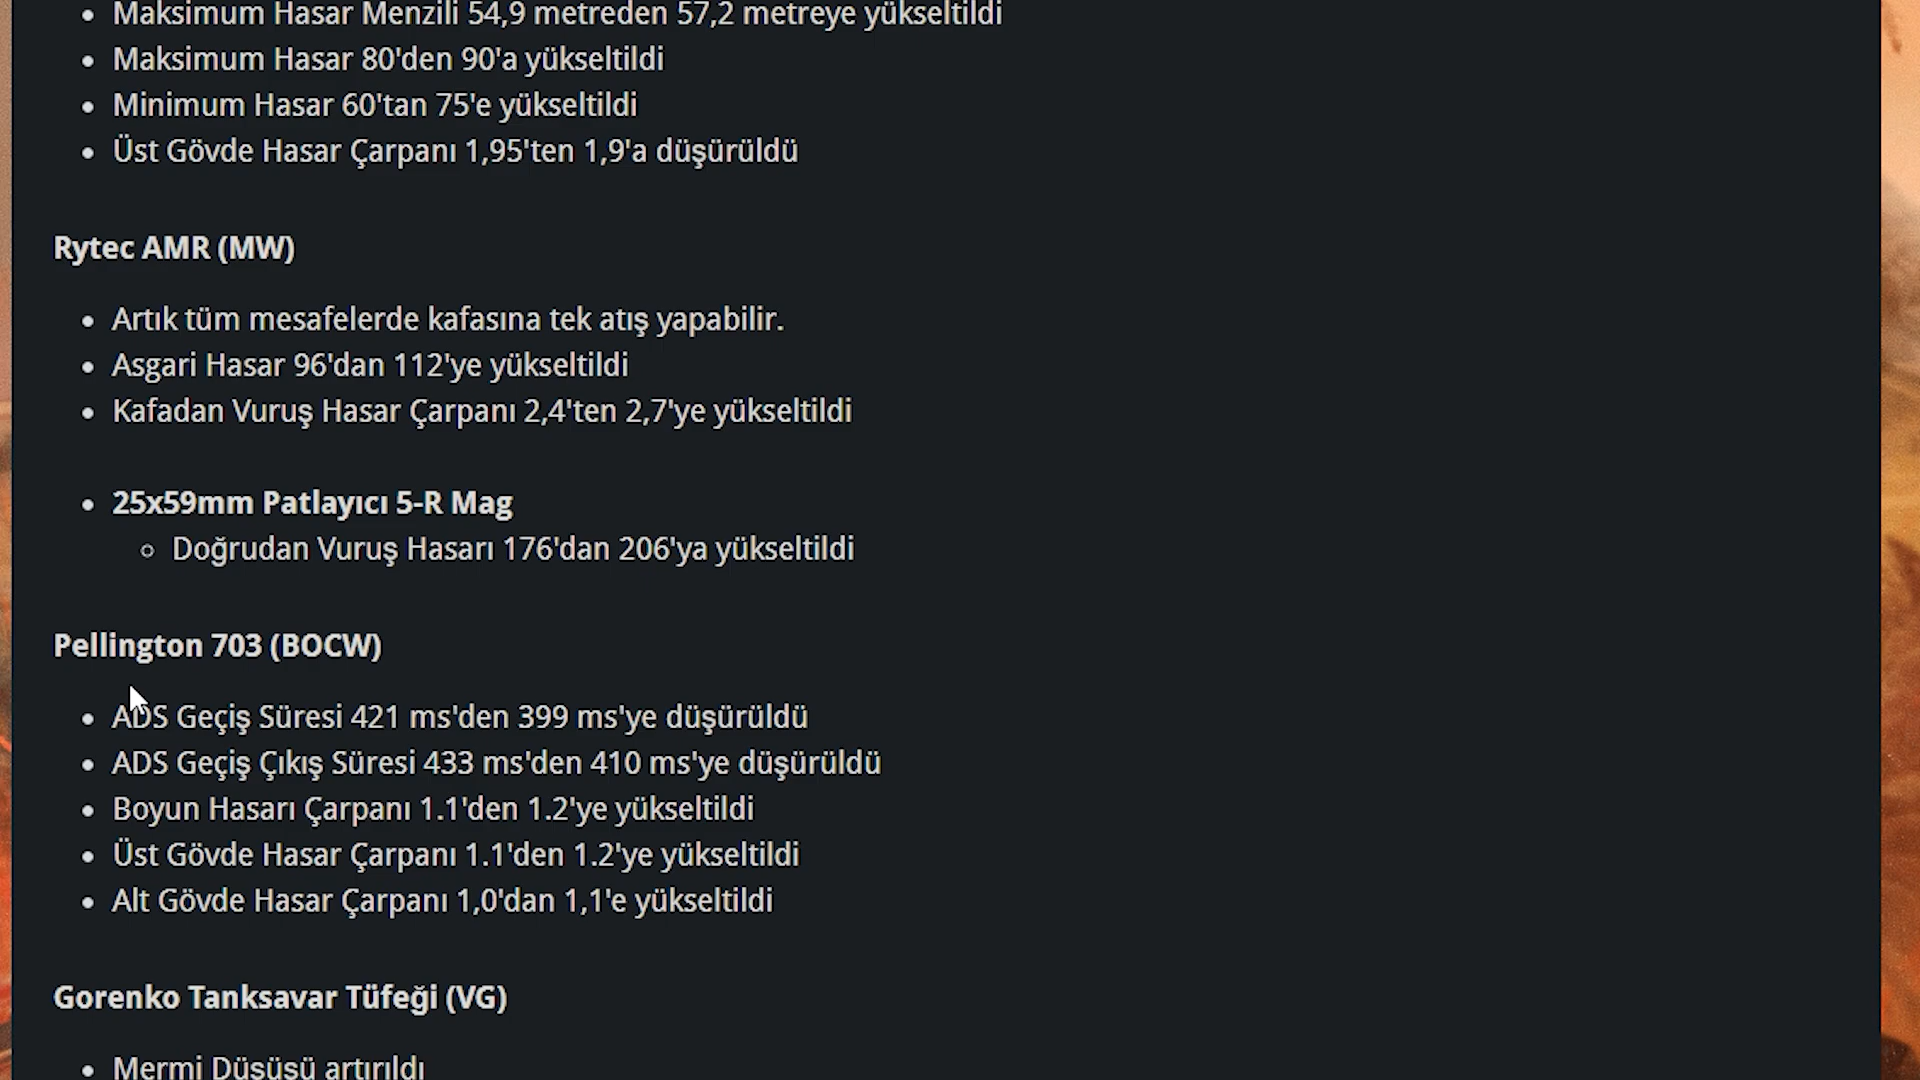 Maksimum Hasar Menzili 54,9 metreden 57,2 metreye yükseltildi
Maksimum Hasar 80'den 90'a yükseltildi
Minimum Hasar 60'tan 75'e yükseltildi
Üst Gövde Hasar Çarpanı 1,95'ten 1,9'a düşürüldü
Rytec AMR (MW)
Artık tüm mesafelerde kafasına tek atış yapabilir.
Asgari Hasar 96'dan 112'ye yükseltildi
Kafadan Vuruş Hasar Çarpanı 2,4'ten 2,7'ye yükseltildi
25x59mm Patlayıcı 5-R Mag
Doğrudan Vuruş Hasarı 176'dan 206'ya yükseltildi
Pellington 703 (BOCW)
ADS Geçiş Süresi 421 ms'den 399 ms'ye düşürüldü
ADS Geçiş Çıkış Süresi 433 ms'den 410 ms'ye düşürüldü
Boyun Hasarı Çarpanı 1.1'den 1.2'ye yükseltildi
Üst Gövde Hasar Çarpanı 1.1'den 1.2'ye yükseltildi
Alt Gövde Hasar Çarpanı 1,0'dan 1,1'e yükseltildi
Gorenko Tanksavar Tüfeği (VG)
Mermi Düşüşü artırıldı